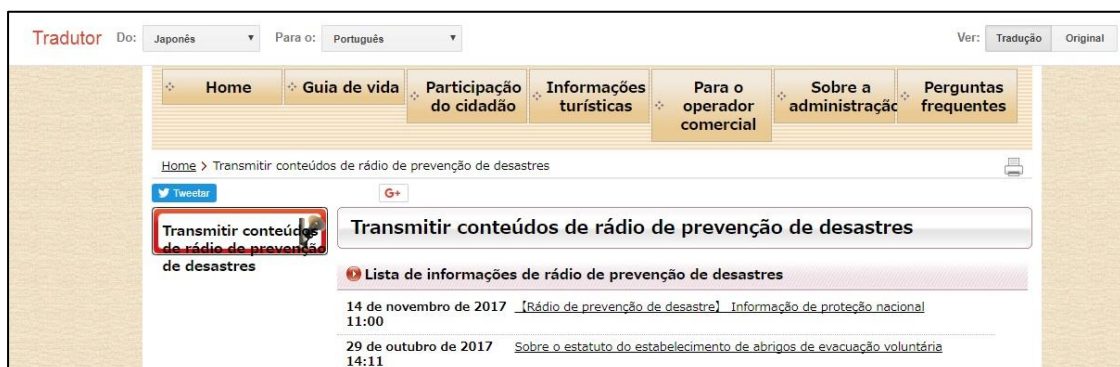 Tradutor Do: Japonês Para o: Português Ver: Tradução Original
Home
Guia de vida
Participação
do cidadão
Informações
turísticas
Para o
operador
comercial
Sobre a
administração
Perguntas
frequentes
Home > Transmitir conteúdos de rádio de prevenção de desastres
Tweetar G+
Transmitir conteúdos
de rádio de prevenção
de desastres
Transmitir conteúdos de rádio de prevenção de desastres
Lista de informações de rádio de prevenção de desastres
14 de novembro de 2017 【Rádio de prevenção de desastre】 Informação de proteção nacional
11:00
29 de outubro de 2017 Sobre o estatuto do estabelecimento de abrigos de evacuação voluntária
14:11